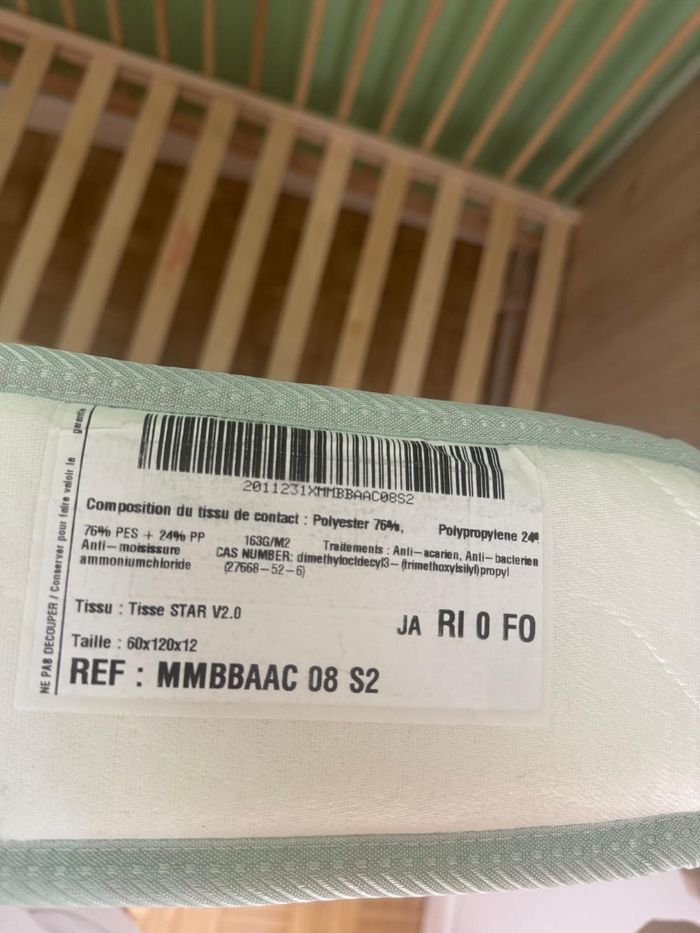 2011231XMMBBAAC08S2
Composition du tissu de contact : Polyester 76%, Polypropylene 24%
76% PES + 24% PP 163G/M2 Traitements : Anti-acarien, Anti-bacterien
Anti-moisissure CAS NUMBER: dimethyloctdecyl3-(trimethoxylsilyl)propyl
ammoniumchloride (27668-52-6)
Tissu : Tisse STAR V2.0
JA RI 0 FO
Taille : 60x120x12
REF : MMBBAAC 08 S2
NE PAS DECOUPER / Conserver pour faire valoir la garantie